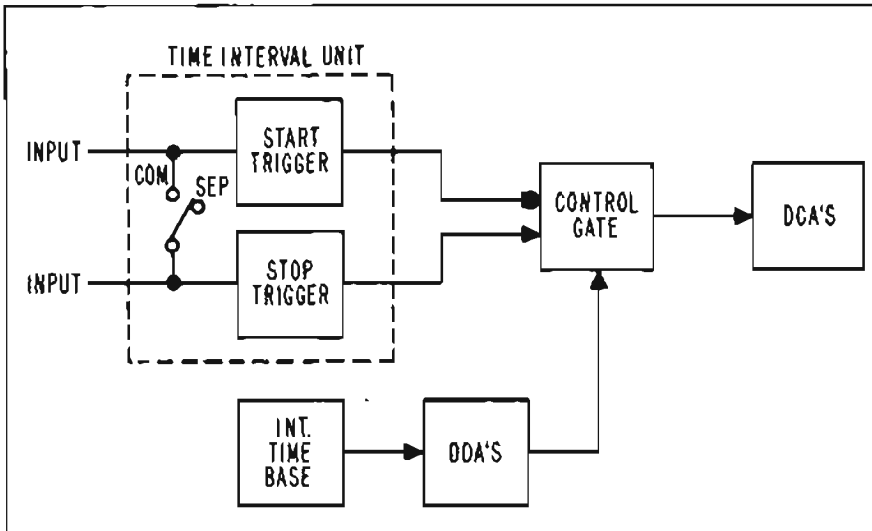 TIME INTERVAL UNIT
INPUT
COM
SEP
START
TRIGGER
INPUT
STOP
TRIGGER
CONTROL
GATE
DCA'S
INT.
TIME
BASE
DDA'S